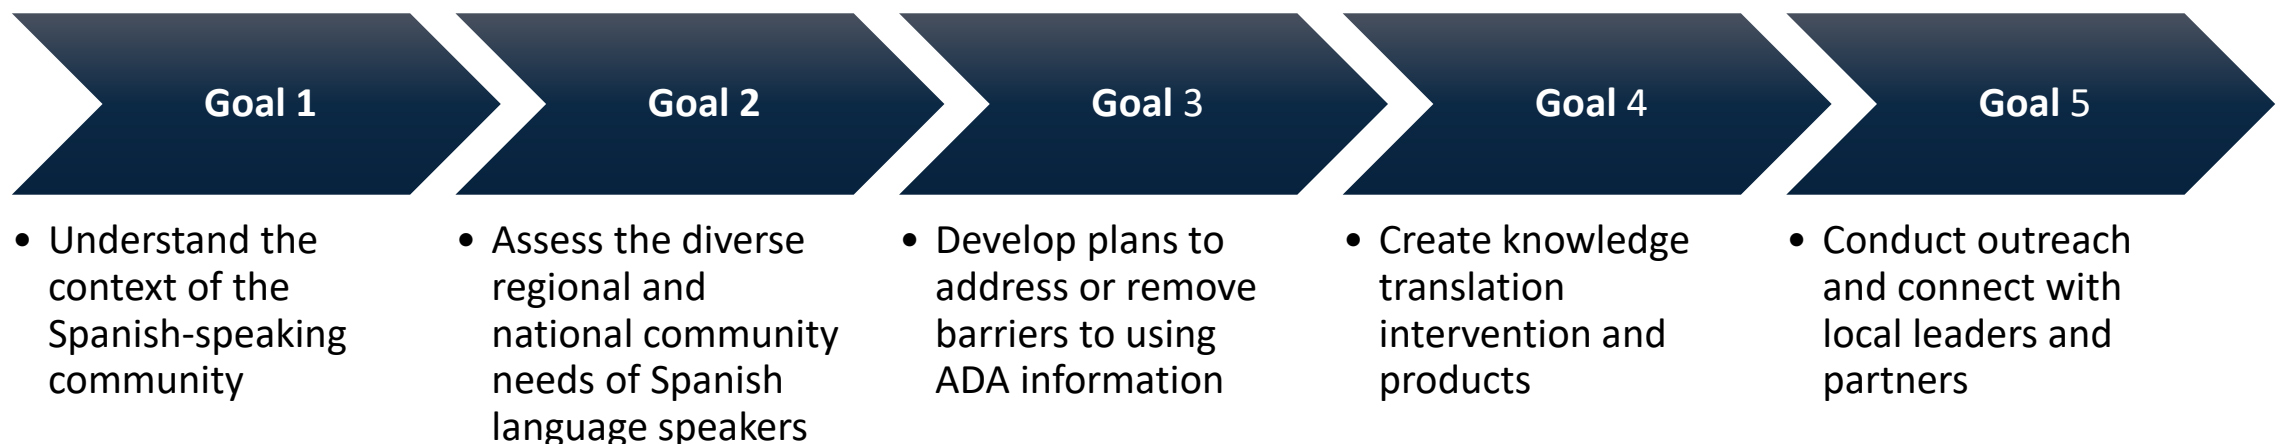 Goal 1
• Understand the
context of the
Spanish-speaking
community
Goal 2
• Assess the diverse
regional and
national community
needs of Spanish
language speakers
Goal 3
• Develop plans to
address or remove
barriers to using
ADA information
Goal 4
• Create knowledge
translation
intervention and
products
Goal 5
• Conduct outreach
and connect with
local leaders and
partners